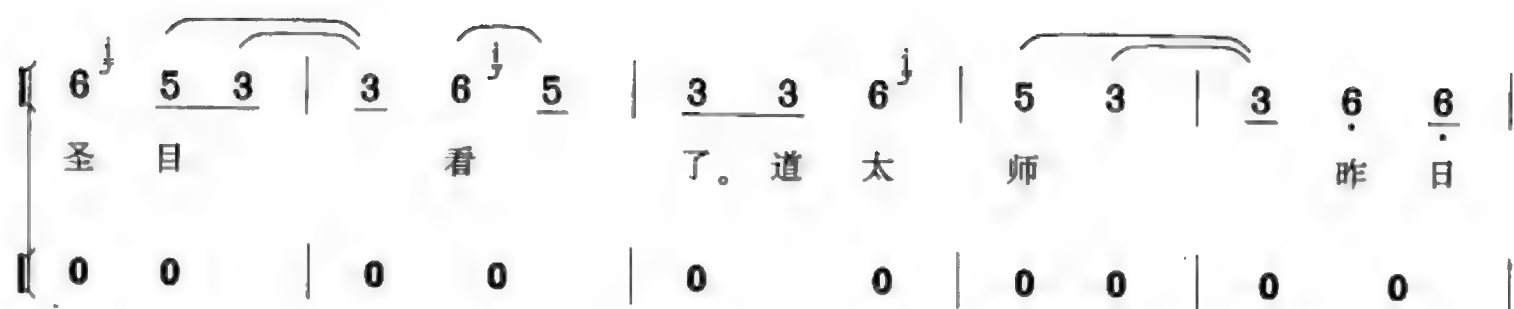 6 i 5 3 | 3 6 i 5 | 3 3 6 i | 5 3 | 3 6 6 |
圣 目 看 了。 道 太 师 昨 日
0 0 | 0 0 | 0 0 | 0 0 | 0 0 |